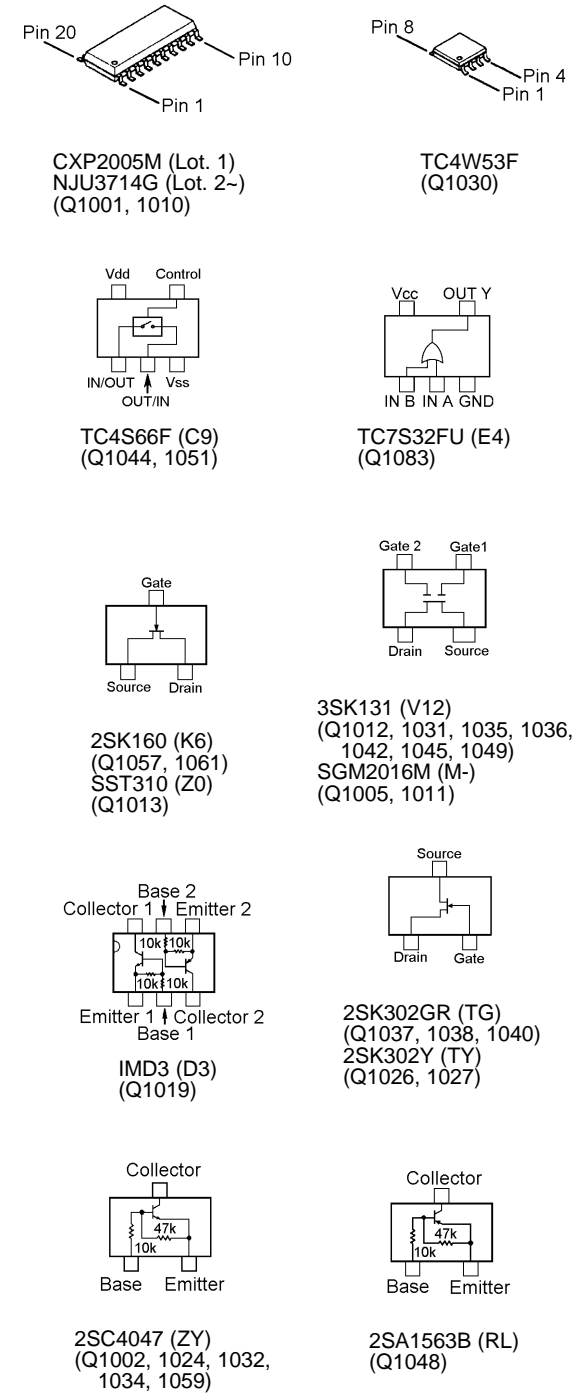 Pin 20
Pin 10
Pin 1
CXP2005M (Lot. 1)
NJU3714G (Lot. 2~)
(Q1001, 1010)
Pin 8
Pin 4
Pin 1
TC4W53F
(Q1030)
Vdd Control
IN/OUT Vss
OUT/IN
TC4S66F (C9)
(Q1044, 1051)
Vcc OUT Y
IN B IN A GND
TC7S32FU (E4)
(Q1083)
Gate
Source Drain
2SK160 (K6)
(Q1057, 1061)
SST310 (Z0)
(Q1013)
Gate 2 Gate1
Drain Source
3SK131 (V12)
(Q1012, 1031, 1035, 1036,
1042, 1045, 1049)
SGM2016M (M-)
(Q1005, 1011)
Base 2
Collector 1 Emitter 2
10k 10k
10k 10k
Emitter 1 Collector 2
Base 1
IMD3 (D3)
(Q1019)
Source
Drain Gate
2SK302GR (TG)
(Q1037, 1038, 1040)
2SK302Y (TY)
(Q1026, 1027)
Collector
47k
10k
Base Emitter
2SC4047 (ZY)
(Q1002, 1024, 1032,
1034, 1059)
Collector
47k
10k
Base Emitter
2SA1563B (RL)
(Q1048)